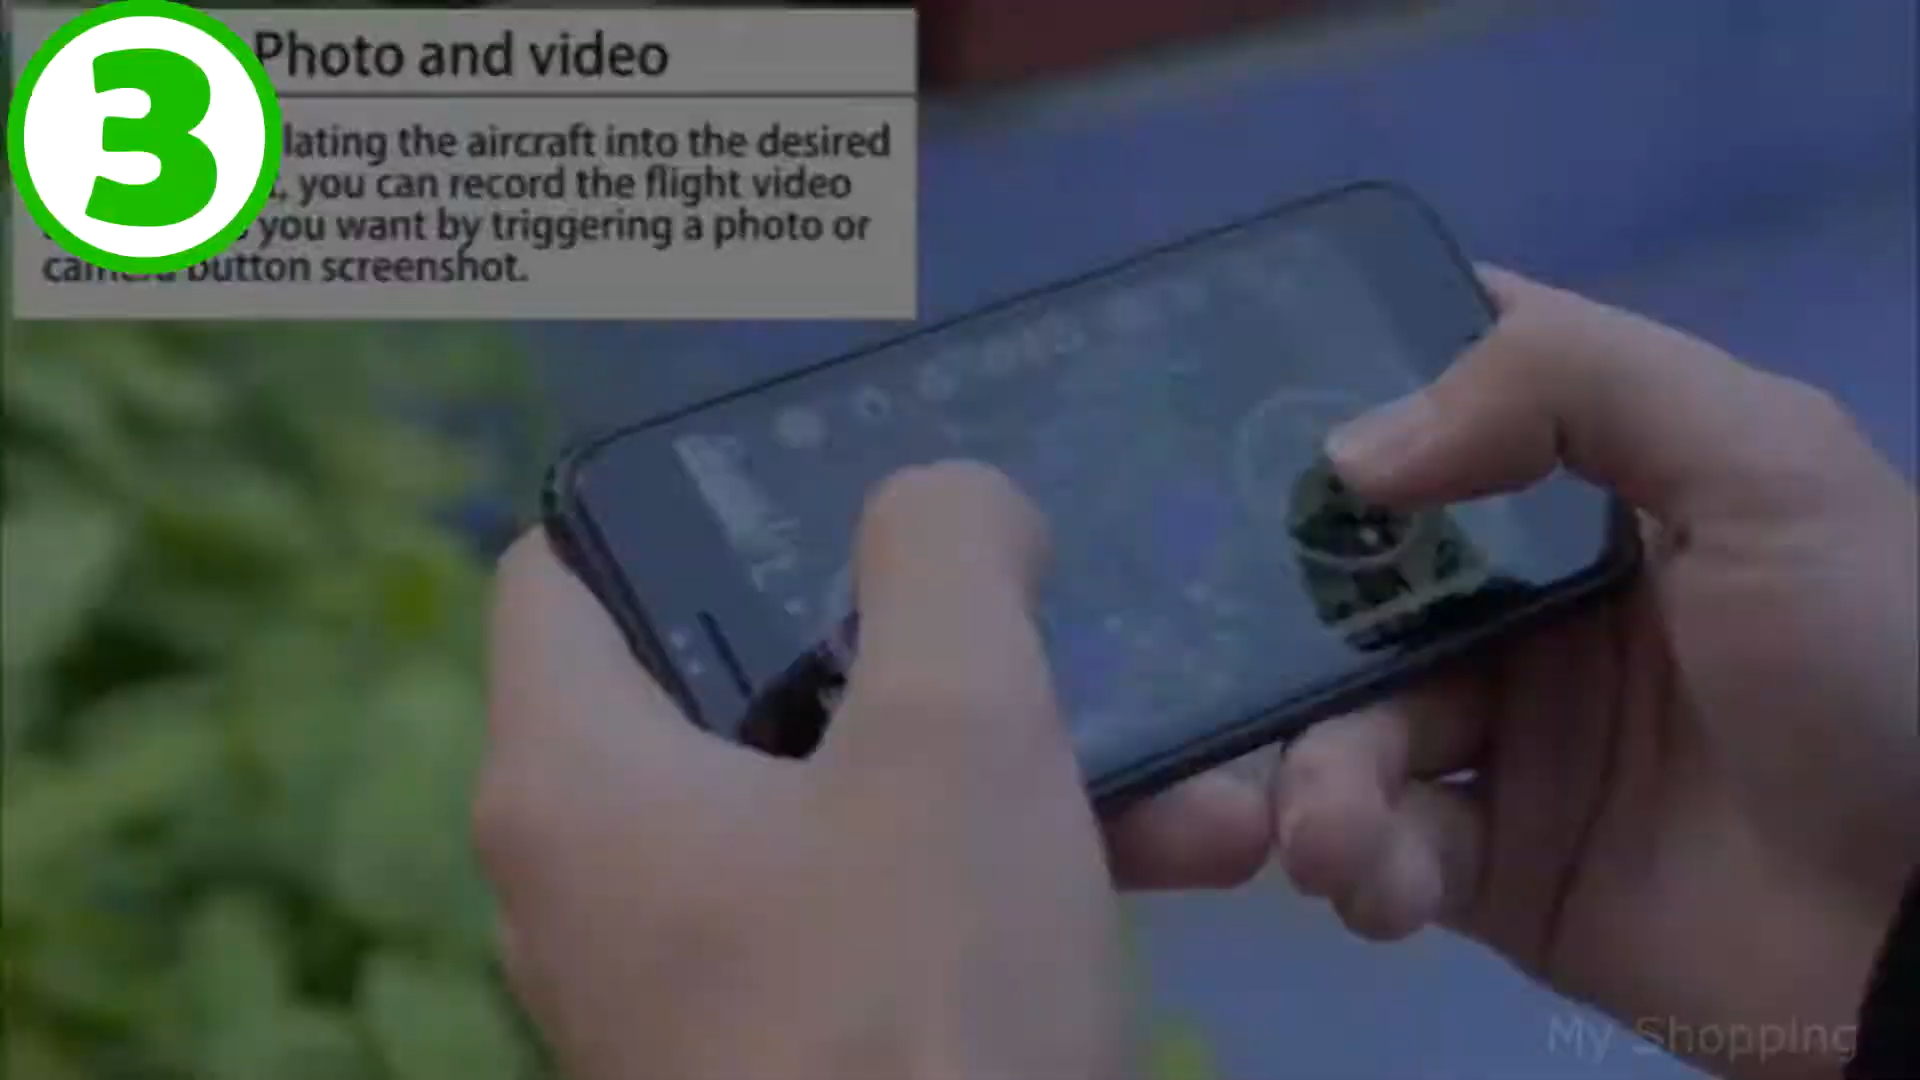 3
Photo and video
lating the aircraft into the desired
, you can record the flight video
you want by triggering a photo or
camera button screenshot.
My Shopping